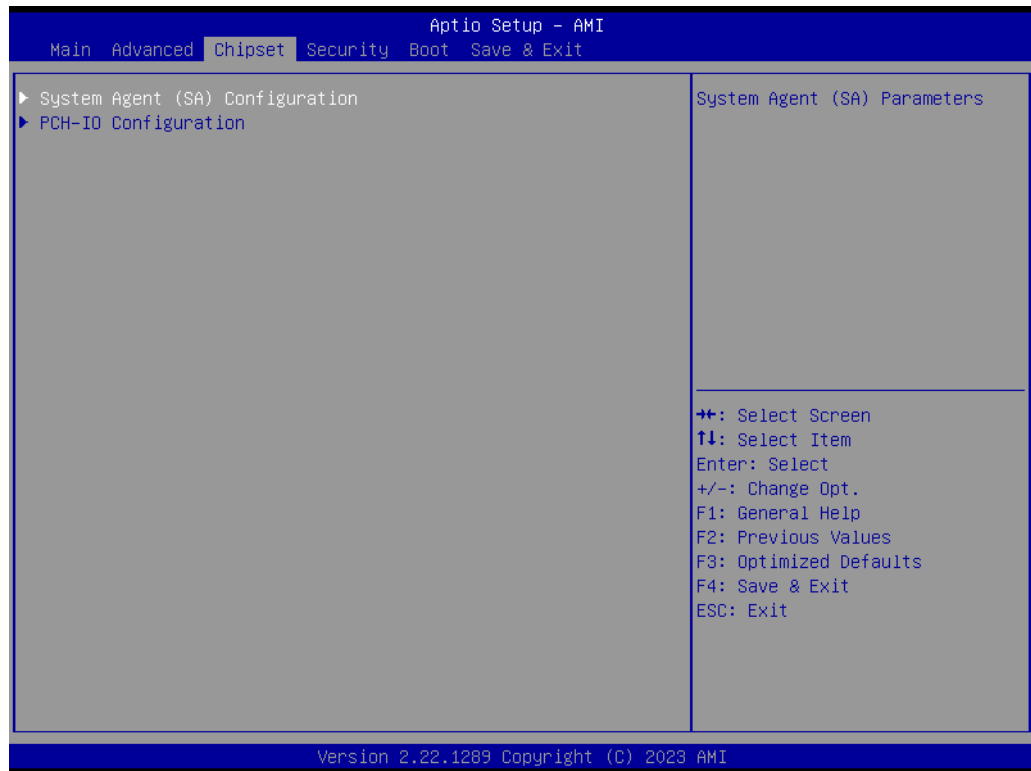 Aptio Setup – AMI
Main Advanced Chipset Security Boot Save & Exit
▶ System Agent (SA) Configuration
▶ PCH-IO Configuration
System Agent (SA) Parameters
→←: Select Screen
↑↓: Select Item
Enter: Select
+/-: Change Opt.
F1: General Help
F2: Previous Values
F3: Optimized Defaults
F4: Save & Exit
ESC: Exit
Version 2.22.1289 Copyright (C) 2023 AMI